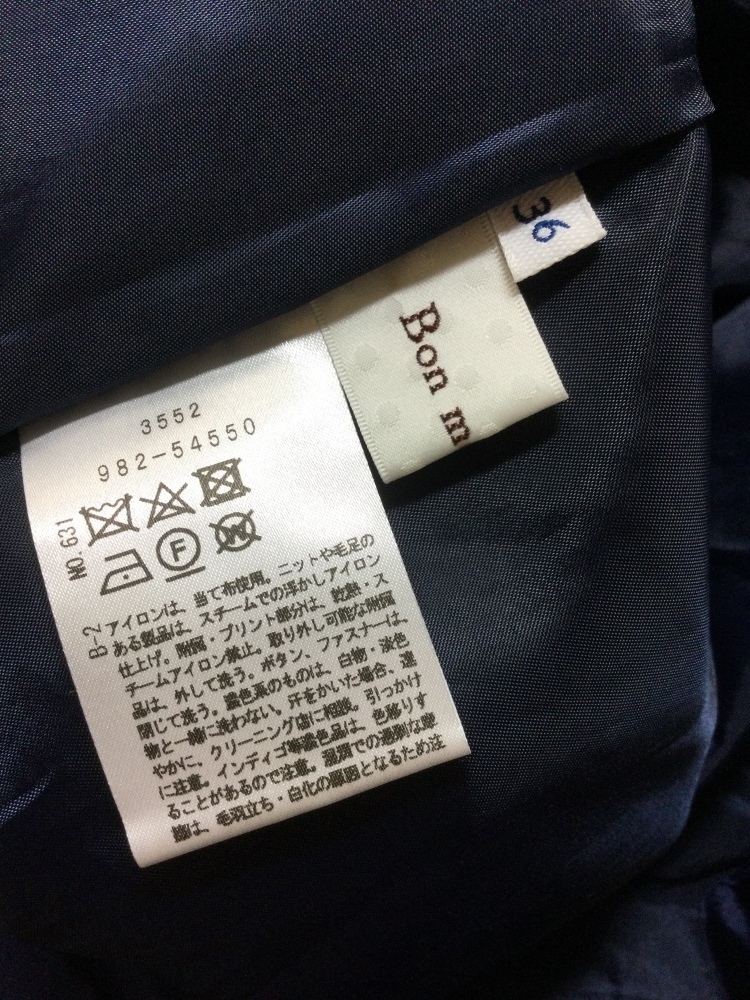 36
Bon m
3552
982-54550
NO.631
F
W
B-2
アイロンは、当て布使用。ニットや毛足の
ある製品は、スチームでの浮かしアイロン
仕上げ。附属・プリント部分は、乾熱・ス
チームアイロン禁止。取り外し可能な附属
品は、外して洗う。ボタン、ファスナーは、
閉じて洗う。濃色系のものは、白物・淡色
物と一緒に洗わない。汗をかいた場合、速
やかに、クリーニング店に相談。引っかけ
に注意。インディゴ等濃色品は、色移りす
ることがあるので注意。湿潤での過剰な摩
擦は、毛羽立ち・白化の原因となるため注